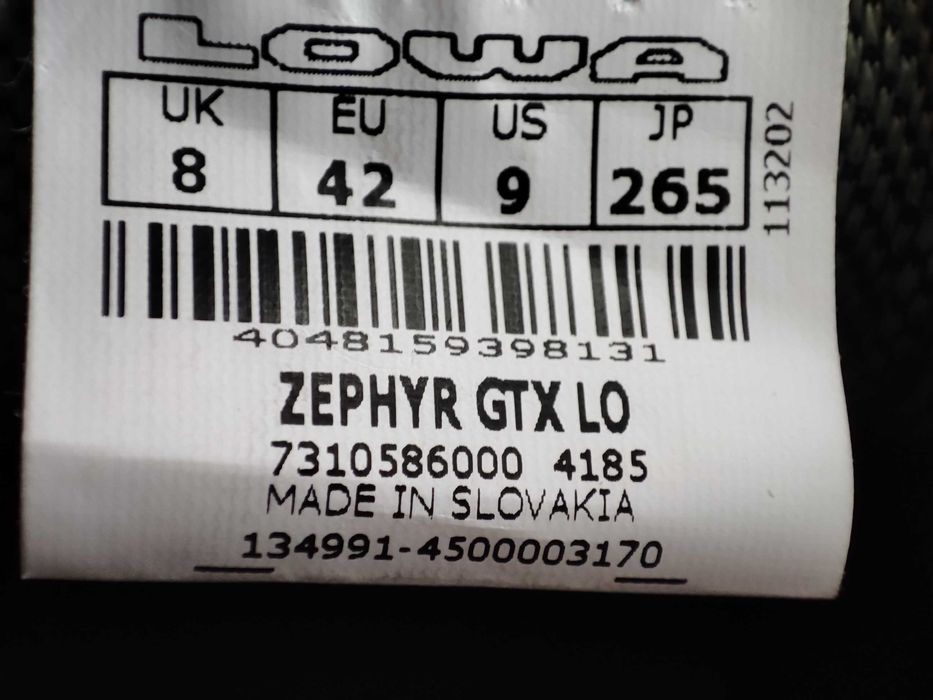 LOWA
UK EU US JP
8 42 9 265
113202
4048159398131
ZEPHYR GTX LO
7310586000 4185
MADE IN SLOVAKIA
134991-4500003170